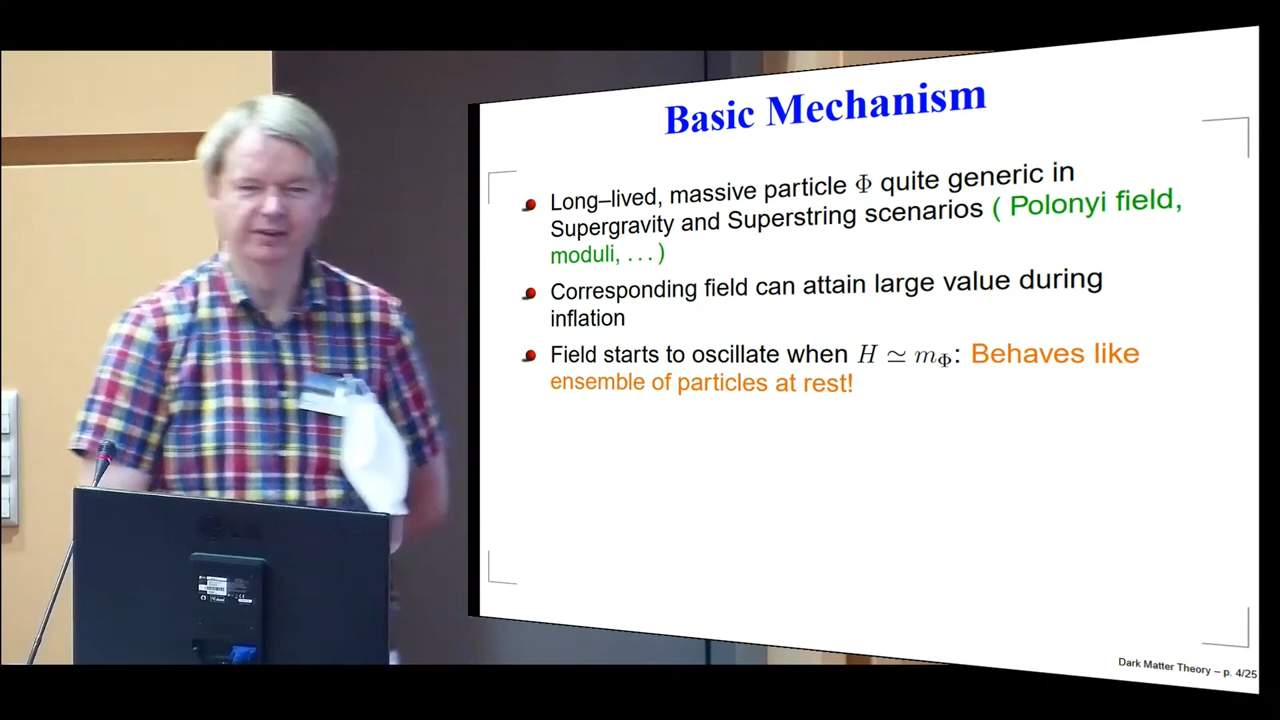 Basic Mechanism
Long–lived, massive particle Φ quite generic in
Supergravity and Superstring scenarios ( Polonyi field,
moduli, ... )
Corresponding field can attain large value during
inflation
Field starts to oscillate when H ≃ mΦ: Behaves like
ensemble of particles at rest!
Dark Matter Theory – p. 4/25
LG